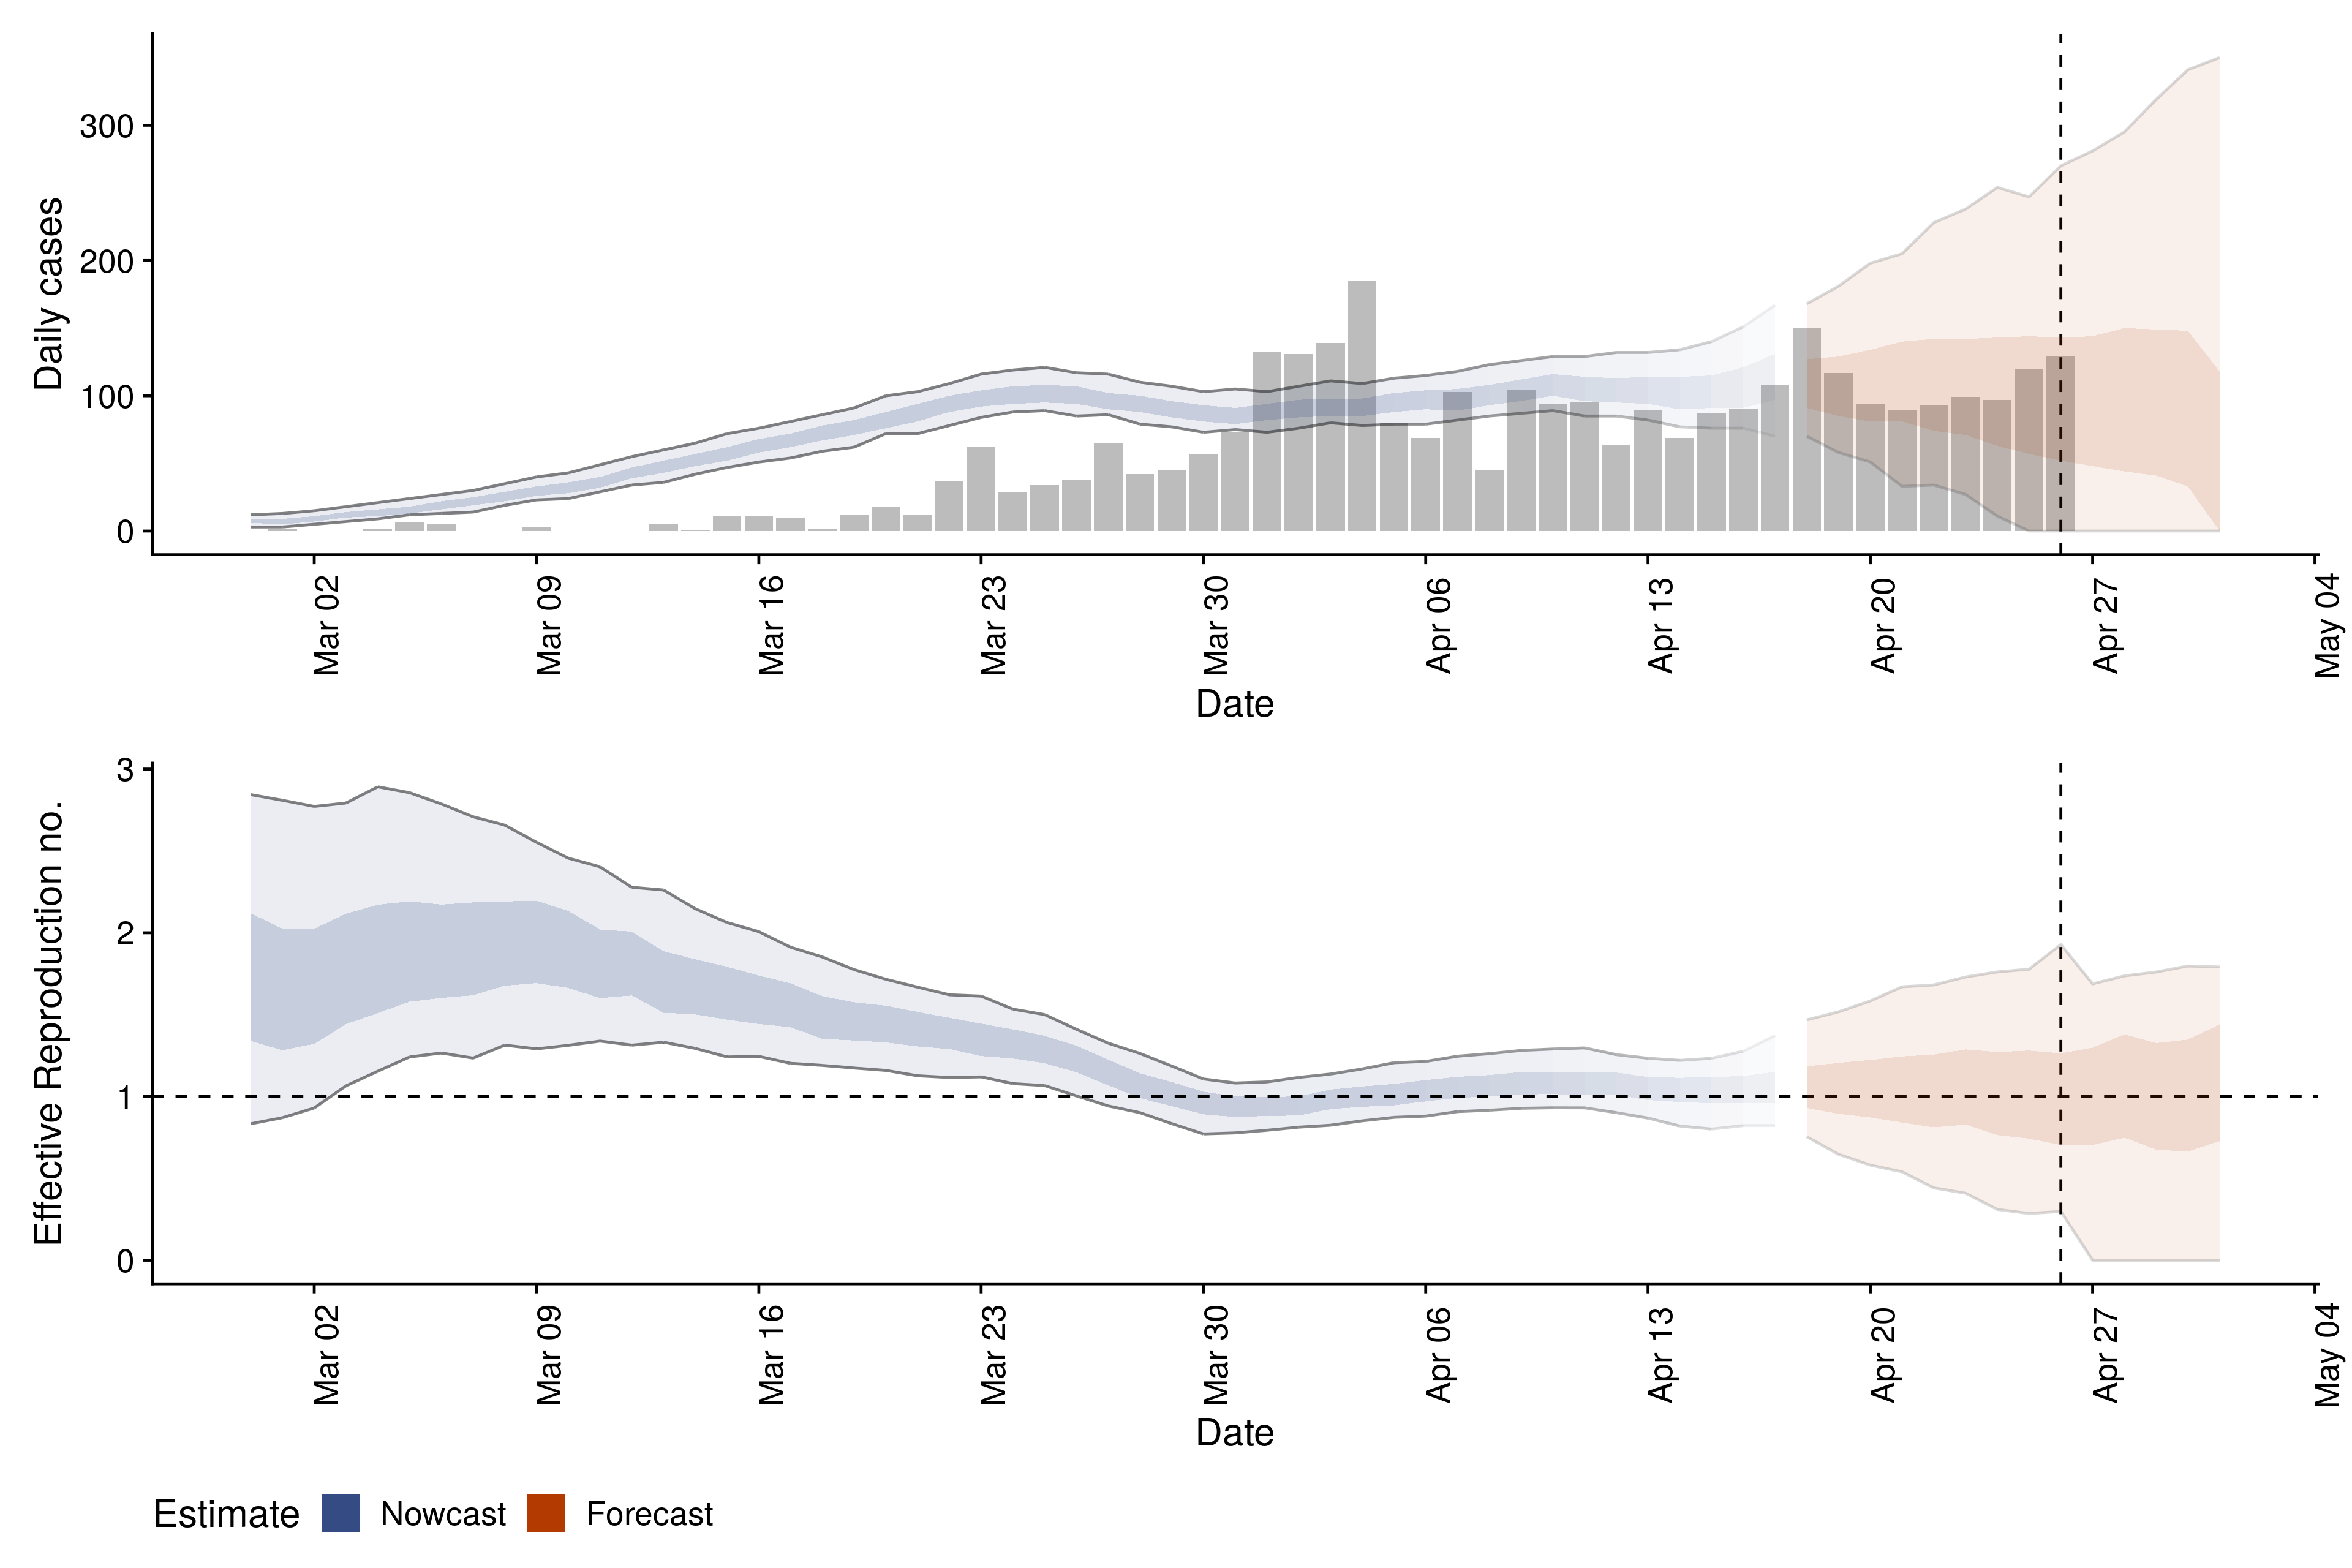 300
200
100
0
Daily cases
Mar 02
Mar 09
Mar 16
Mar 23
Mar 30
Apr 06
Apr 13
Apr 20
Apr 27
May 04
Date
3
2
1
0
Effective Reproduction no.
Mar 02
Mar 09
Mar 16
Mar 23
Mar 30
Apr 06
Apr 13
Apr 20
Apr 27
May 04
Date
Estimate Nowcast Forecast